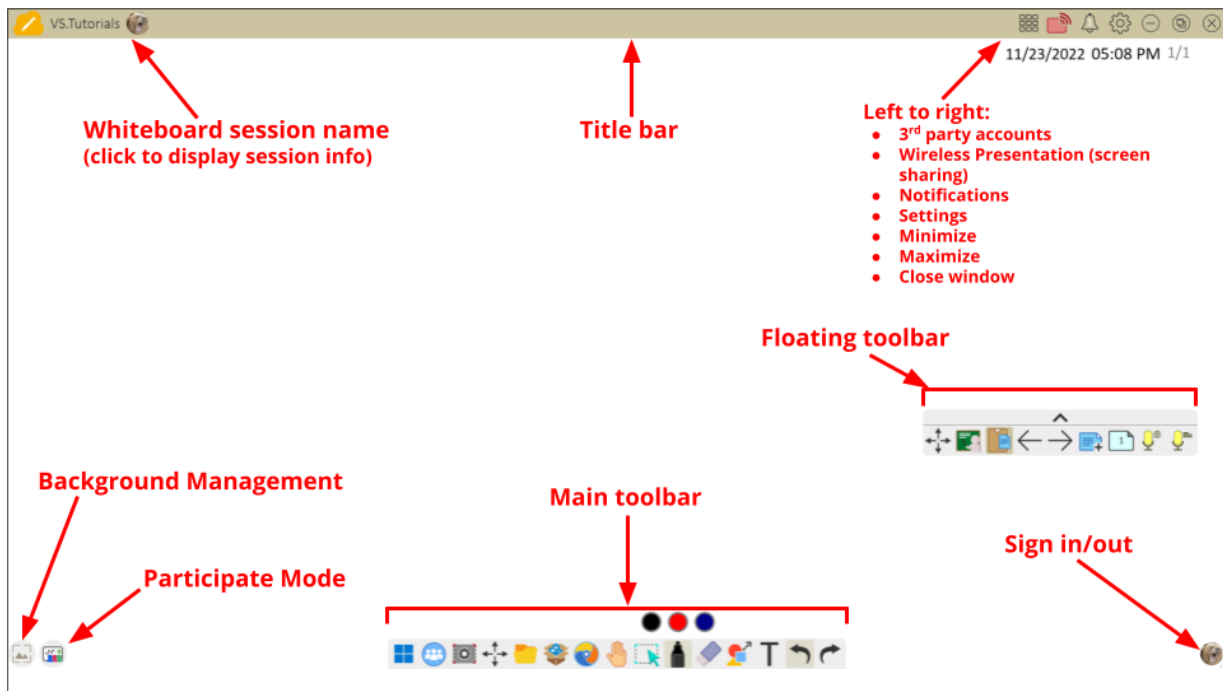 VS.Tutorials
11/23/2022 05:08 PM 1/1
Whiteboard session name
(click to display session info)
Title bar
Left to right:
● 3rd party accounts
● Wireless Presentation (screen
sharing)
● Notifications
● Settings
● Minimize
● Maximize
● Close window
Floating toolbar
1
Background Management
Main toolbar
Sign in/out
Participate Mode
T